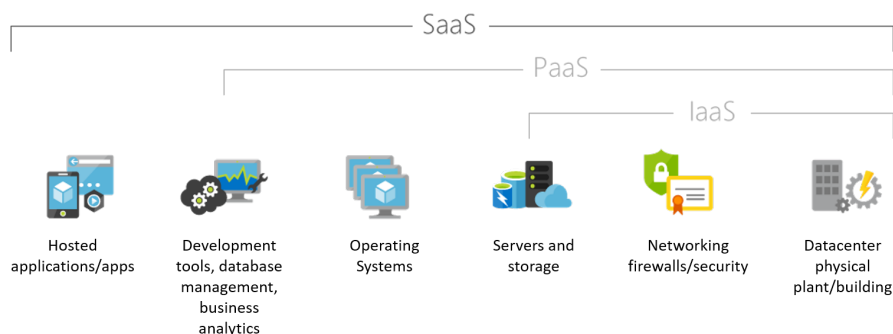 SaaS
PaaS
IaaS
Hosted
applications/apps
Development
tools, database
management,
business
analytics
Operating
Systems
Servers and
storage
Networking
firewalls/security
Datacenter
physical
plant/building